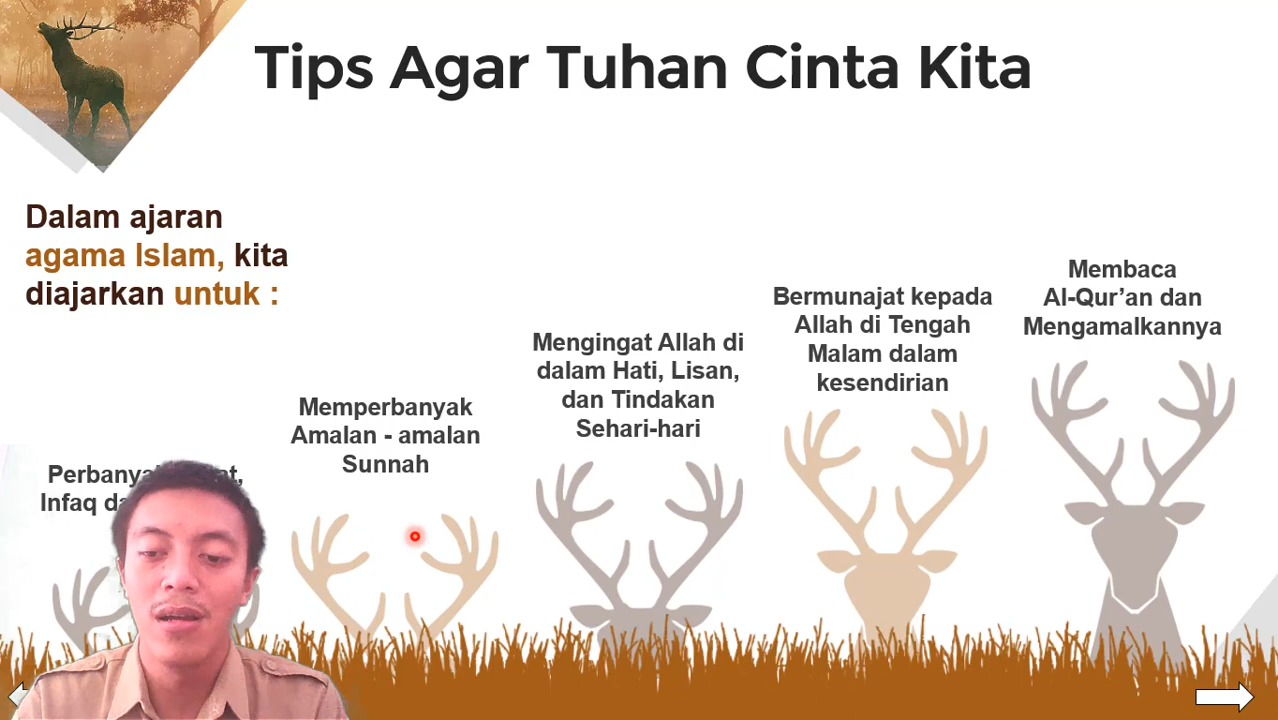 Tips Agar Tuhan Cinta Kita
Dalam ajaran
agama Islam, kita
diajarkan untuk :
Infaq
Memperbanyak
Amalan - amalan
Sunnah
Mengingat Allah di
dalam Hati, Lisan,
dan Tindakan
Sehari-hari
Bermunajat kepada
Allah di Tengah
Malam dalam
kesendirian
Membaca
Al-Qur’an dan
Mengamalkannya